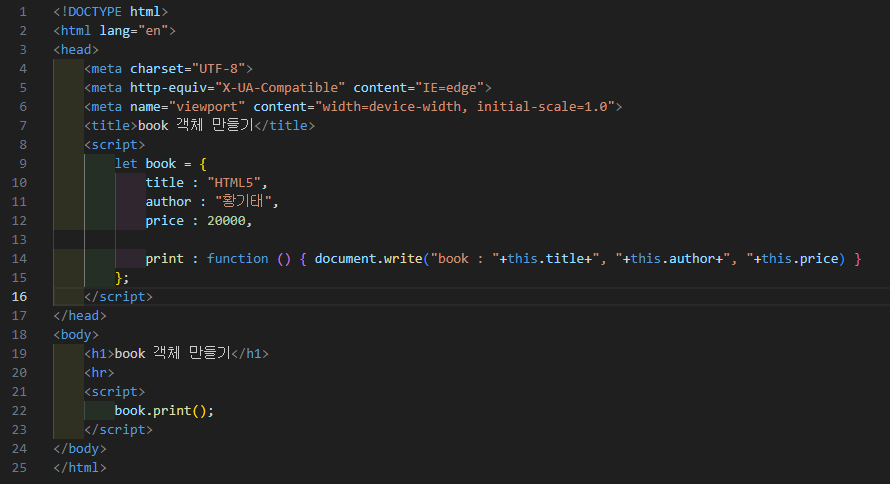 1 <!DOCTYPE html>
2 <html lang="en">
3 <head>
4 <meta charset="UTF-8">
5 <meta http-equiv="X-UA-Compatible" content="IE=edge">
6 <meta name="viewport" content="width=device-width, initial-scale=1.0">
7 <title>book 객체 만들기</title>
8 <script>
9 let book = {
10 title : "HTML5",
11 author : "황기태",
12 price : 20000,
13
14 print : function () { document.write("book : "+this.title+", "+this.author+", "+this.price) }
15 };
16 </script>
17 </head>
18 <body>
19 <h1>book 객체 만들기</h1>
20 <hr>
21 <script>
22 book.print();
23 </script>
24 </body>
25 </html>